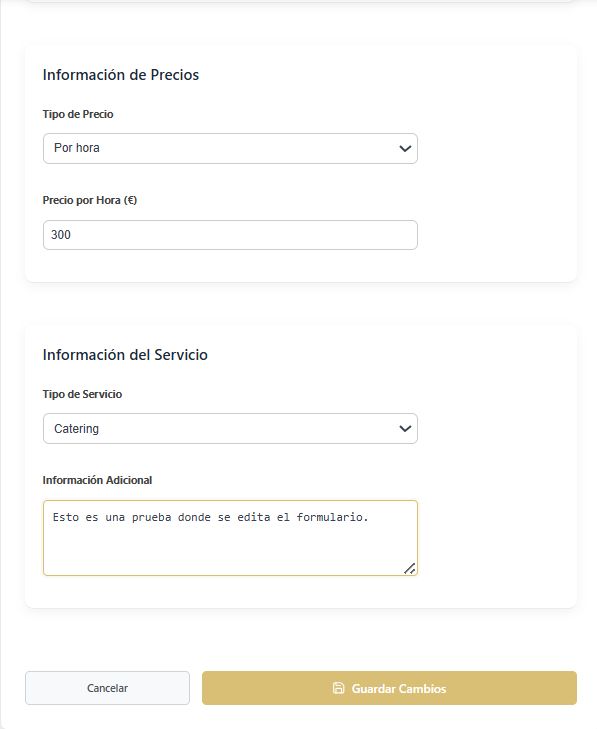 Información de Precios
Tipo de Precio
Por hora
Precio por Hora (€)
300
Información del Servicio
Tipo de Servicio
Catering
Información Adicional
Esto es una prueba donde se edita el formulario.
Cancelar
Guardar Cambios